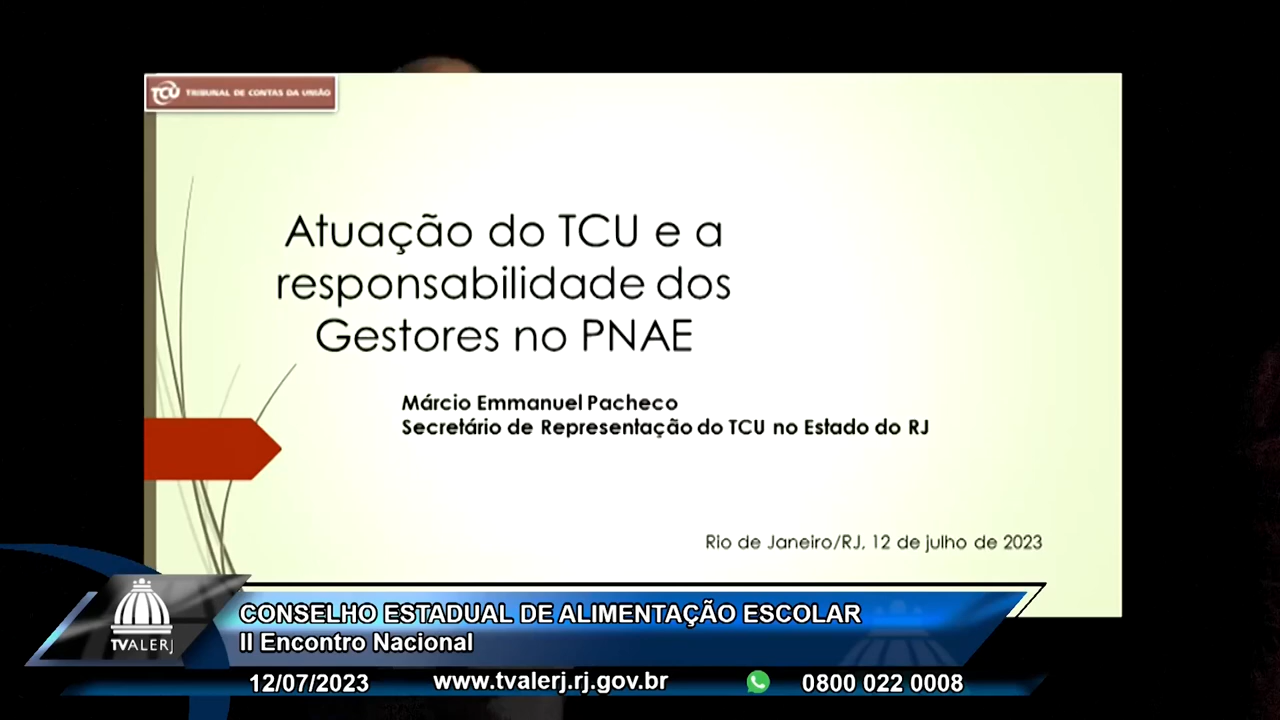 TCU TRIBUNAL DE CONTAS DA UNIÃO
Atuação do TCU e a
responsabilidade dos
Gestores no PNAE
Márcio Emmanuel Pacheco
Secretário de Representação do TCU no Estado do RJ
Rio de Janeiro/RJ, 12 de julho de 2023
CONSELHO ESTADUAL DE ALIMENTAÇÃO ESCOLAR
II Encontro Nacional
TVALERJ
12/07/2023 www.tvalerj.rj.gov.br 0800 022 0008